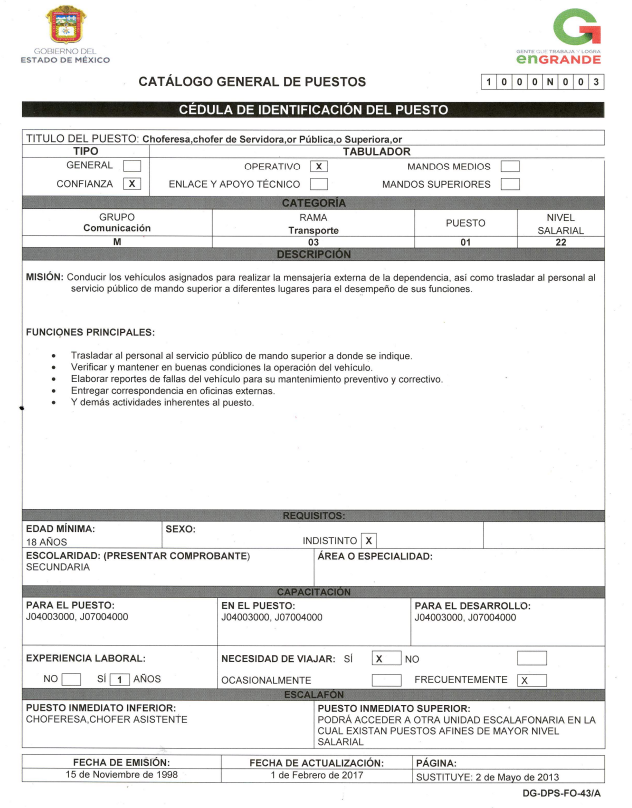 GOBIERNO DEL
ESTADO DE MÉXICO
GENTE QUE TRABAJA Y LOGRA
enGRANDE
CATÁLOGO GENERAL DE PUESTOS
1 0 0 0 N 0 0 3
CÉDULA DE IDENTIFICACIÓN DEL PUESTO
TITULO DEL PUESTO: Choferesa,chofer de Servidora,or Pública,o Superiora,or
TIPO TABULADOR
GENERAL OPERATIVO X MANDOS MEDIOS
CONFIANZA X ENLACE Y APOYO TÉCNICO MANDOS SUPERIORES
CATEGORÍA
GRUPO RAMA PUESTO NIVEL
Comunicación Transporte SALARIAL
M 03 01 22
DESCRIPCIÓN
MISIÓN: Conducir los vehículos asignados para realizar la mensajería externa de la dependencia, así como trasladar al personal al
servicio público de mando superior a diferentes lugares para el desempeño de sus funciones.
FUNCIONES PRINCIPALES:
• Trasladar al personal al servicio público de mando superior a donde se indique.
• Verificar y mantener en buenas condiciones la operación del vehículo.
• Elaborar reportes de fallas del vehículo para su mantenimiento preventivo y correctivo.
• Entregar correspondencia en oficinas externas.
• Y demás actividades inherentes al puesto.
REQUISITOS:
EDAD MÍNIMA: SEXO:
18 AÑOS INDISTINTO X
ESCOLARIDAD: (PRESENTAR COMPROBANTE) ÁREA O ESPECIALIDAD:
SECUNDARIA
CAPACITACIÓN
PARA EL PUESTO: EN EL PUESTO: PARA EL DESARROLLO:
J04003000, J07004000 J04003000, J07004000 J04003000, J07004000
EXPERIENCIA LABORAL: NECESIDAD DE VIAJAR: SÍ X NO
NO SÍ 1 AÑOS OCASIONALMENTE FRECUENTEMENTE X
ESCALAFÓN
PUESTO INMEDIATO INFERIOR: PUESTO INMEDIATO SUPERIOR:
CHOFERESA,CHOFER ASISTENTE PODRÁ ACCEDER A OTRA UNIDAD ESCALAFONARIA EN LA
CUAL EXISTAN PUESTOS AFINES DE MAYOR NIVEL
SALARIAL
FECHA DE EMISIÓN: FECHA DE ACTUALIZACIÓN: PÁGINA:
15 de Noviembre de 1998 1 de Febrero de 2017 SUSTITUYE: 2 de Mayo de 2013
DG-DPS-FO-43/A